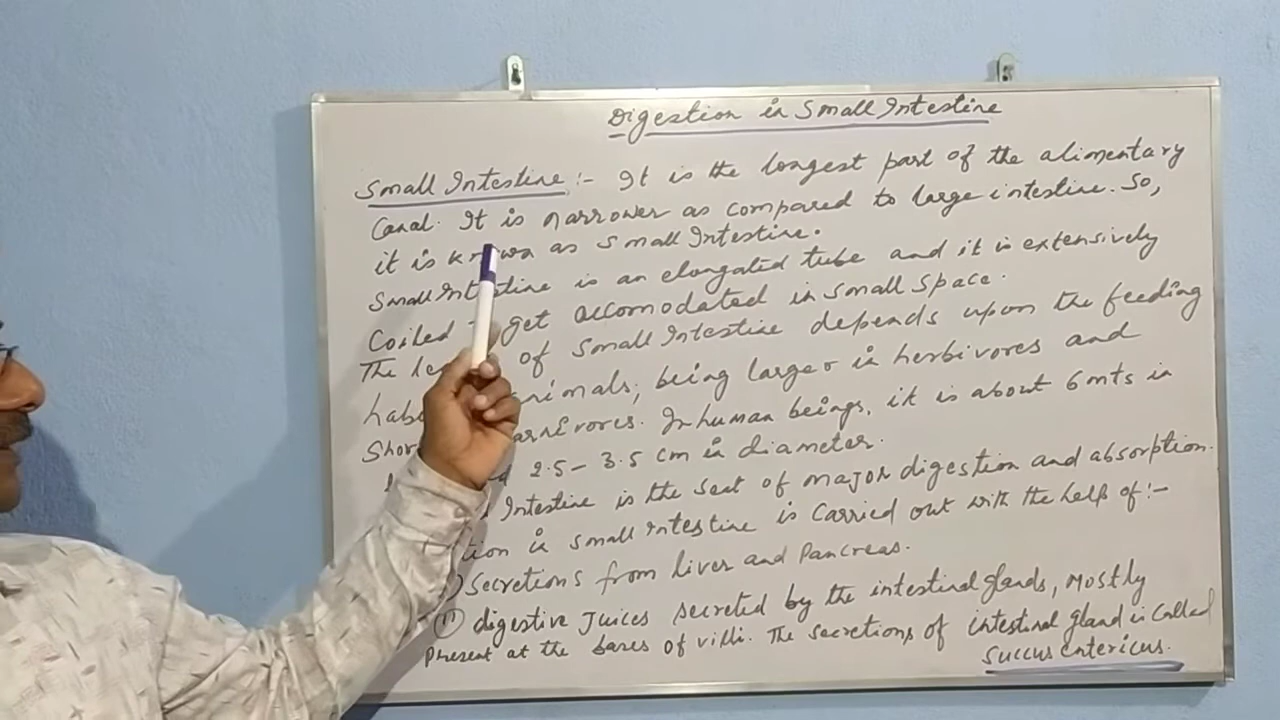 Digestion in Small Intestine
Small Intestine :- It is the longest part of the alimentary
Canal. It is narrower as compared to large intestine. So,
it is known as Small Intestine.
Small Intestine is an elongated tube and it is extensively
Coiled get accomodated in Small Space.
The of Small Intestine depends upon the feeding
animals, being larger in herbivores and
carnivores. In human beings, it is about 6 mts in
2.5 - 3.5 cm in diameter.
Intestine is the seat of major digestion and absorption.
in Small Intestine is Carried out with the help of :-
Secretions from liver and Pancreas.
(ii) digestive Juices secreted by the intestinal glands, mostly
Present at the bases of villi. The secretions of intestinal gland is Called
Succus entericus.